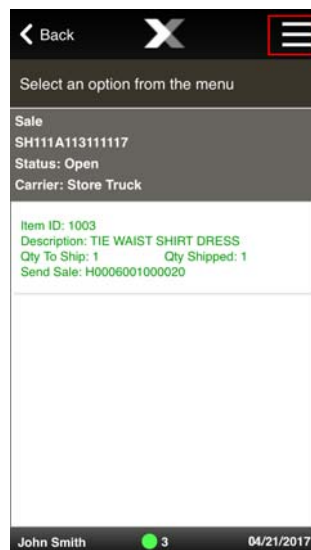 Back
Select an option from the menu
Sale
SH111A113111117
Status: Open
Carrier: Store Truck
Item ID: 1003
Description: TIE WAIST SHIRT DRESS
Qty To Ship: 1 Qty Shipped: 1
Send Sale: H0006001000020
John Smith 3 04/21/2017